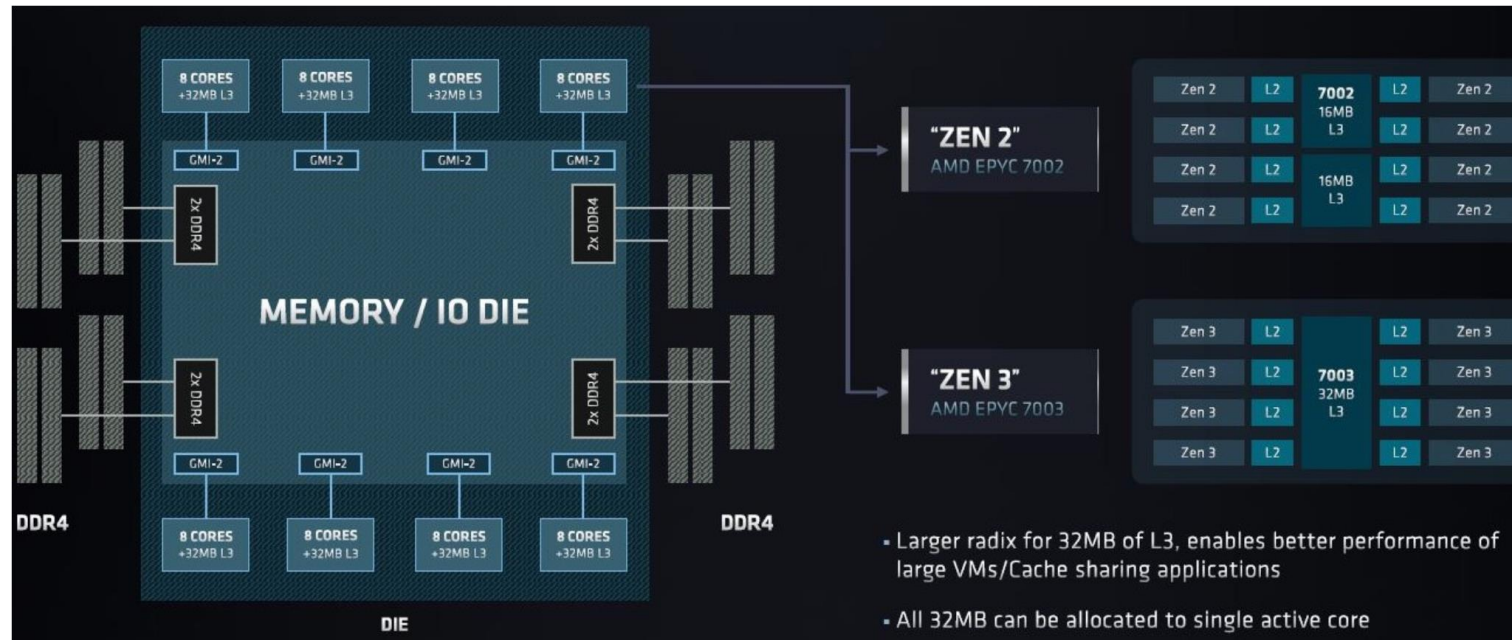 8 CORES
+32MB L3
8 CORES
+32MB L3
8 CORES
+32MB L3
8 CORES
+32MB L3
GMI-2
GMI-2
GMI-2
GMI-2
2x DDR4
2x DDR4
MEMORY / IO DIE
2x DDR4
2x DDR4
GMI-2
GMI-2
GMI-2
GMI-2
DDR4
DDR4
8 CORES
+32MB L3
8 CORES
+32MB L3
8 CORES
+32MB L3
8 CORES
+32MB L3
DIE
"ZEN 2"
AMD EPYC 7002
Zen 2 L2 7002 L2 Zen 2
16MB
L3
Zen 2 L2 L2 Zen 2
Zen 2 L2 16MB L2 Zen 2
L3
Zen 2 L2 L2 Zen 2
"ZEN 3"
AMD EPYC 7003
Zen 3 L2 L2 Zen 3
Zen 3 L2 7003 L2 Zen 3
32MB
Zen 3 L2 L3 L2 Zen 3
Zen 3 L2 L2 Zen 3
▪ Larger radix for 32MB of L3, enables better performance of
large VMs/Cache sharing applications
▪ All 32MB can be allocated to single active core